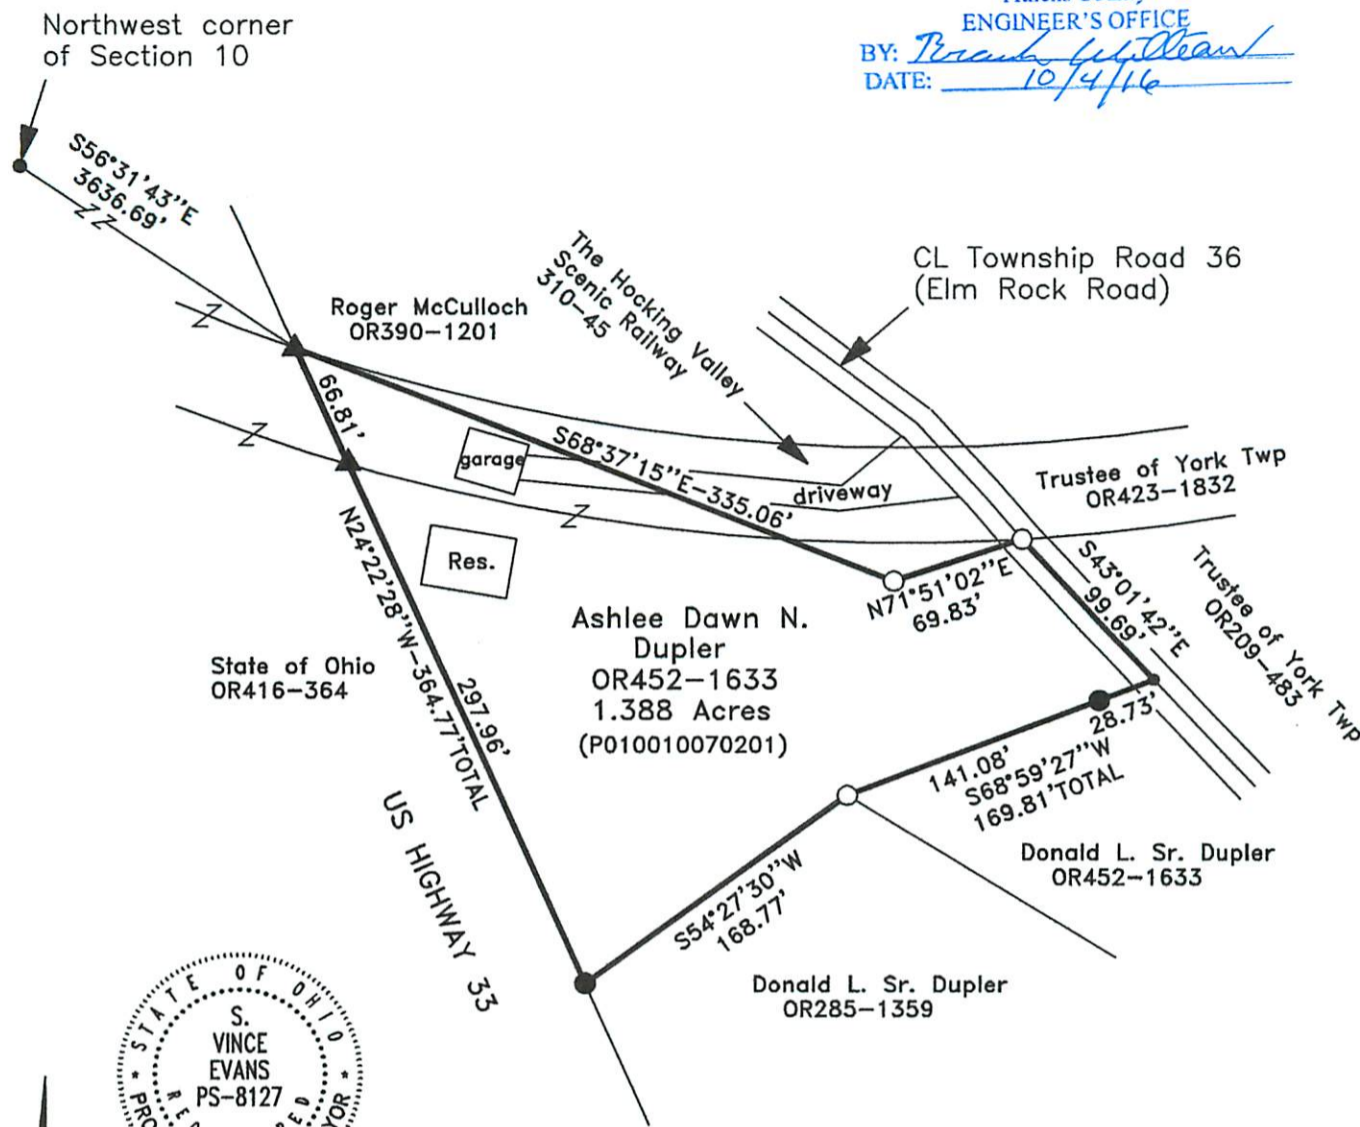 Northwest corner
of Section 10
ENGINEER'S OFFICE
BY:
DATE: 10/4/16
S56°31'43"E
3636.69'
Roger McCulloch
OR390-1201
The Hocking Valley
Scenic Railway
310-45
CL Township Road 36
(Elm Rock Road)
66.81'
garage
S68°37'15"E-335.06'
driveway
Trustee of York Twp
OR423-1832
Res.
N71°51'02"E
69.83'
S43°01'42"E
99.69'
Trustee of York Twp
OR209-483
N24°22'28"W-364.77'TOTAL
297.96'
State of Ohio
OR416-364
Ashlee Dawn N.
Dupler
OR452-1633
1.388 Acres
(P010010070201)
28.73'
141.08'
S68°59'27"W
169.81'TOTAL
US HIGHWAY 33
S54°27'30"W
168.77'
Donald L. Sr. Dupler
OR452-1633
Donald L. Sr. Dupler
OR285-1359
STATE OF OHIO
S.
VINCE
EVANS
PS-8127